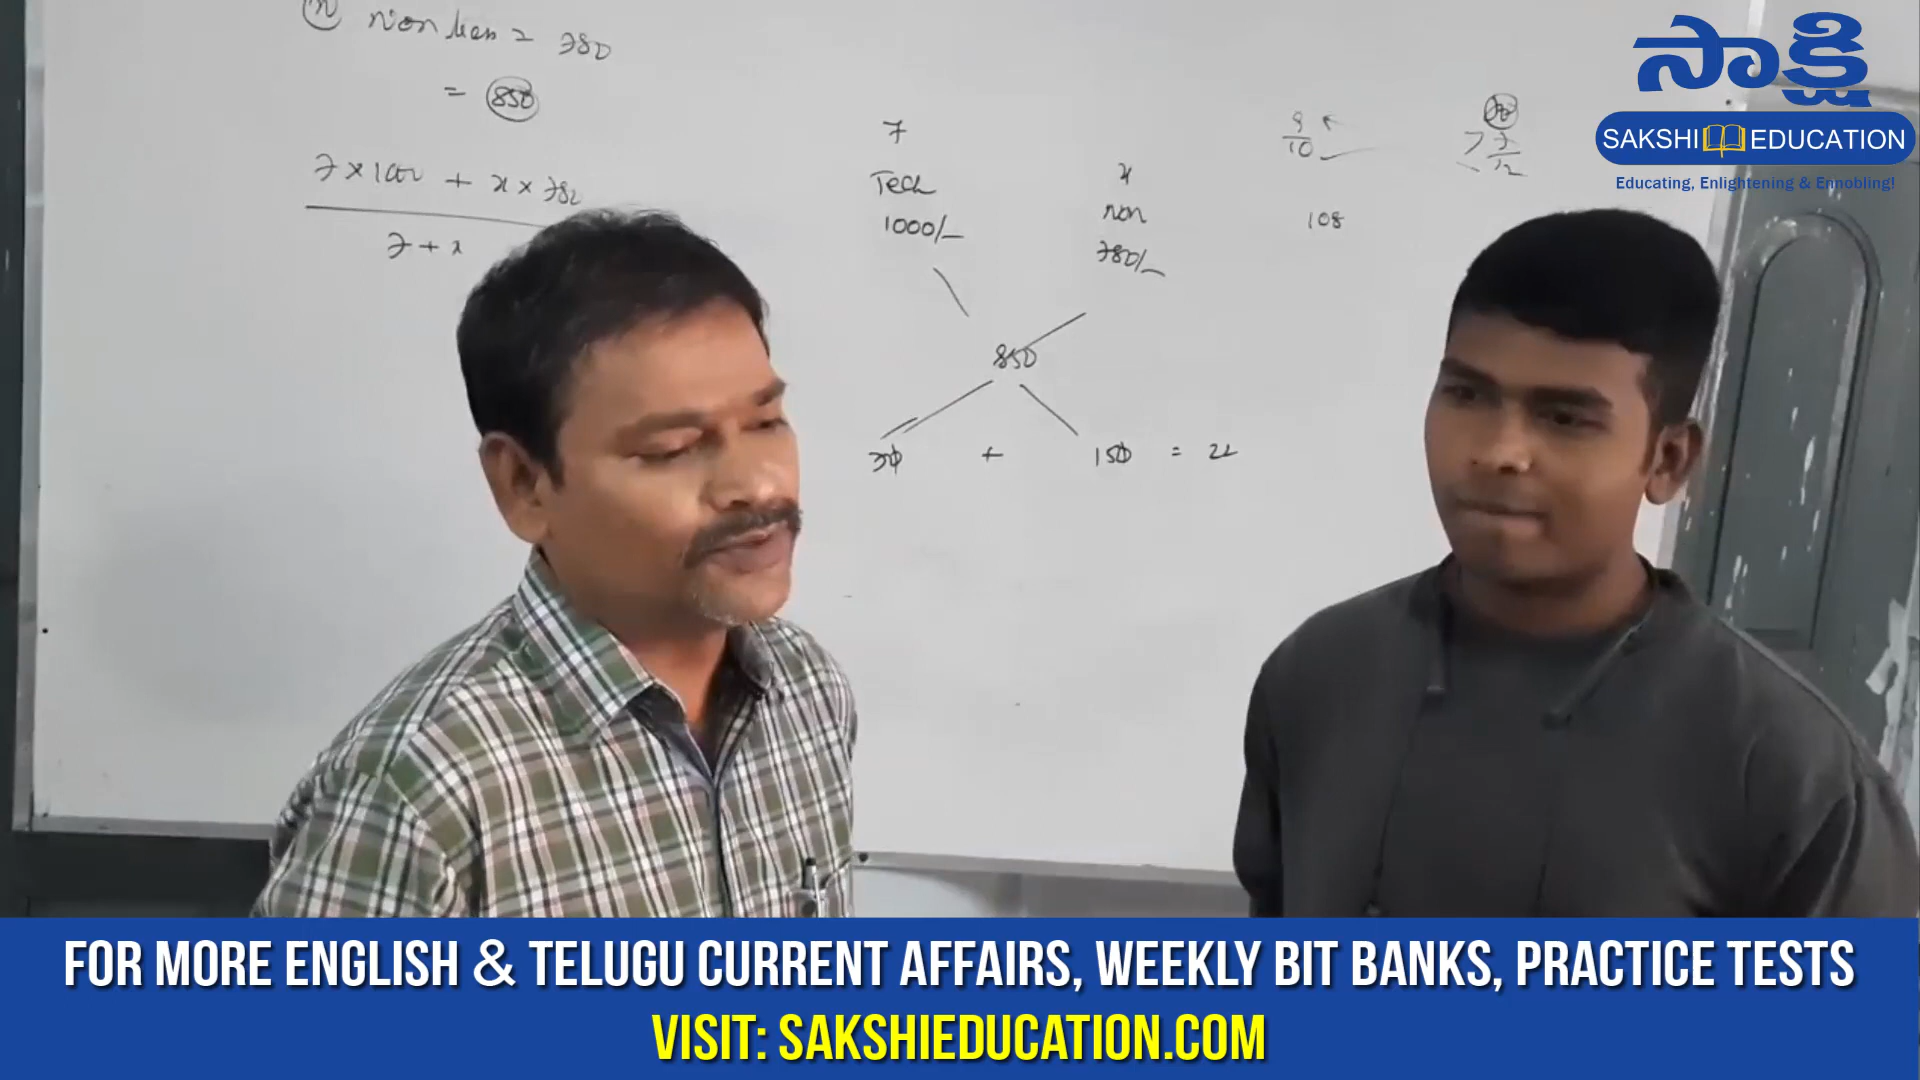 Non = 780
= 850
7 × 1000 + x × 780
7 + x
7
Tech
1000/-
x
non
780/-
850
70 + 150 = 22
9
10
108
7
12
సాక్షి
SAKSHI EDUCATION
Educating, Enlightening & Ennobling!
FOR MORE ENGLISH & TELUGU CURRENT AFFAIRS, WEEKLY BIT BANKS, PRACTICE TESTS
VISIT: SAKSHIEDUCATION.COM